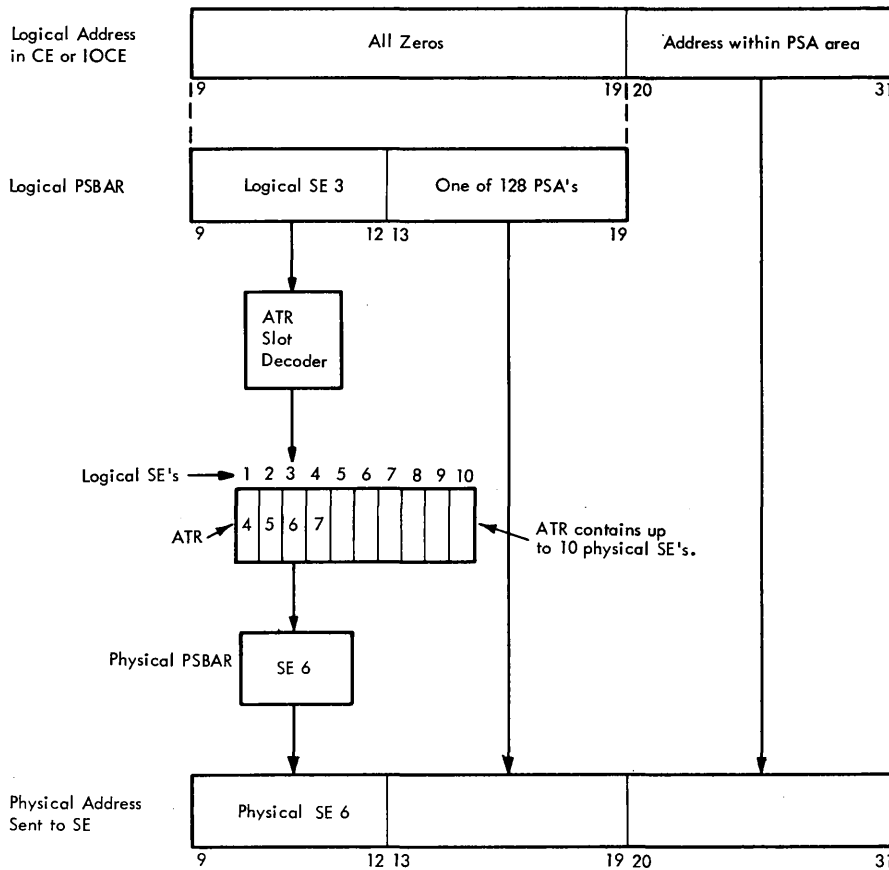 Logical Address
in CE or IOCE
All Zeros
Address within PSA area
9
19
20
31
Logical PSBAR
Logical SE 3
One of 128 PSA's
9
12
13
19
ATR
Slot
Decoder
Logical SE's
1 2 3 4 5 6 7 8 9 10
ATR
4 5 6 7
ATR contains up
to 10 physical SE's.
Physical PSBAR
SE 6
Physical Address
Sent to SE
Physical SE 6
9
12
13
19
20
31